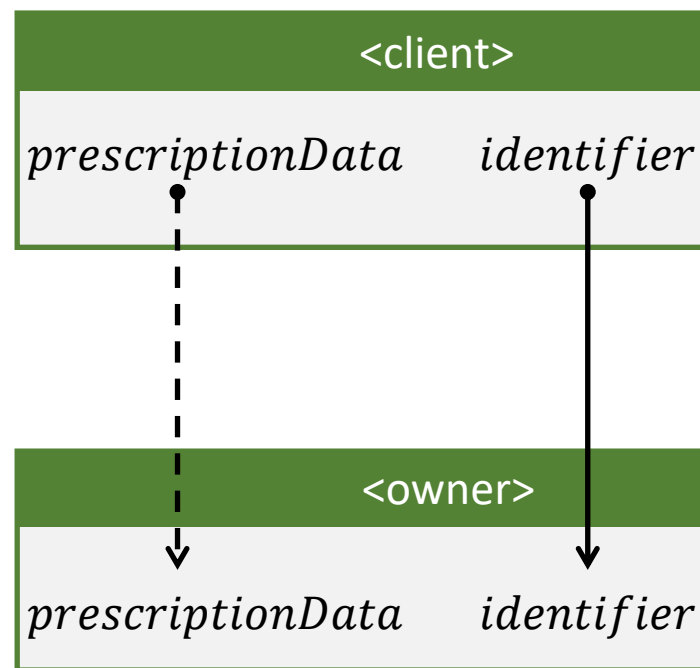 <client>
prescriptionData identifier
<owner>
prescriptionData identifier